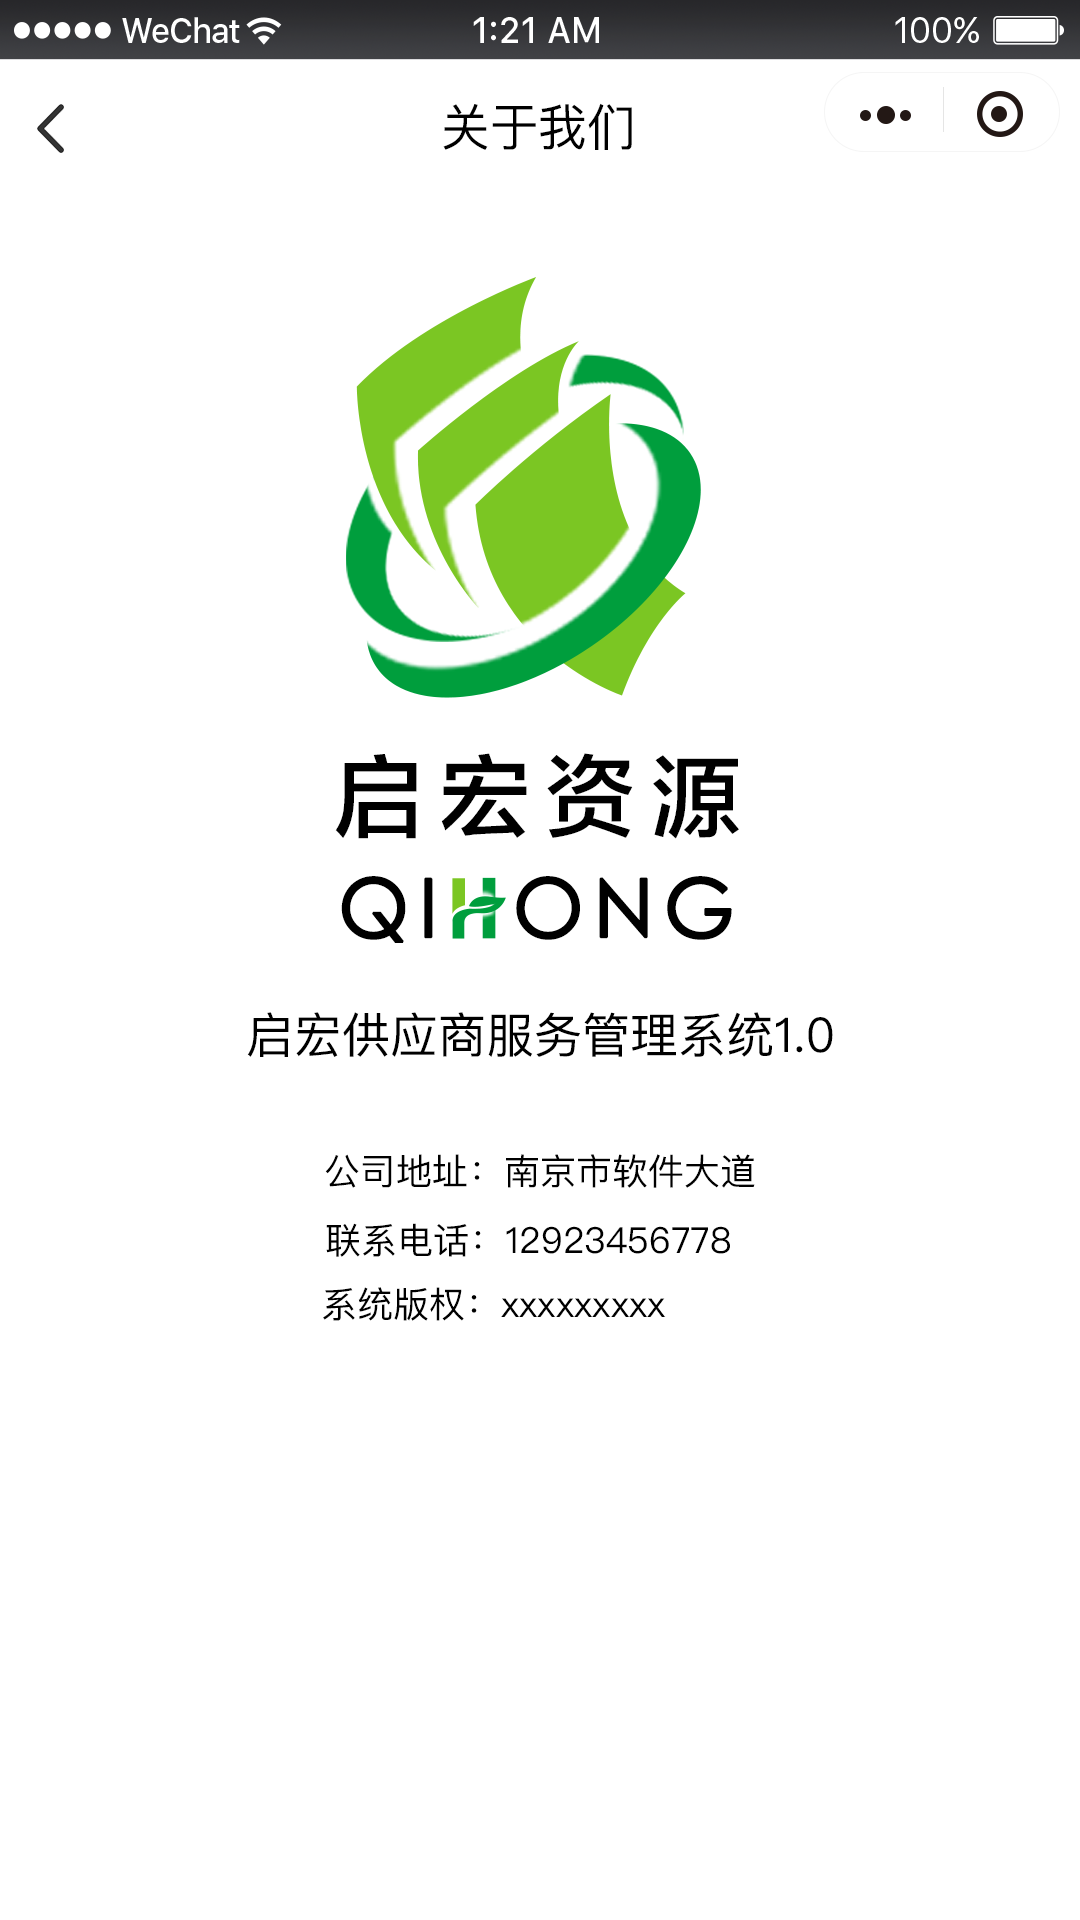 WeChat 1:21 AM 100%
关于我们
启宏资源
QIHONG
启宏供应商服务管理系统1.0
公司地址：南京市软件大道
联系电话：12923456778
系统版权：xxxxxxxxx